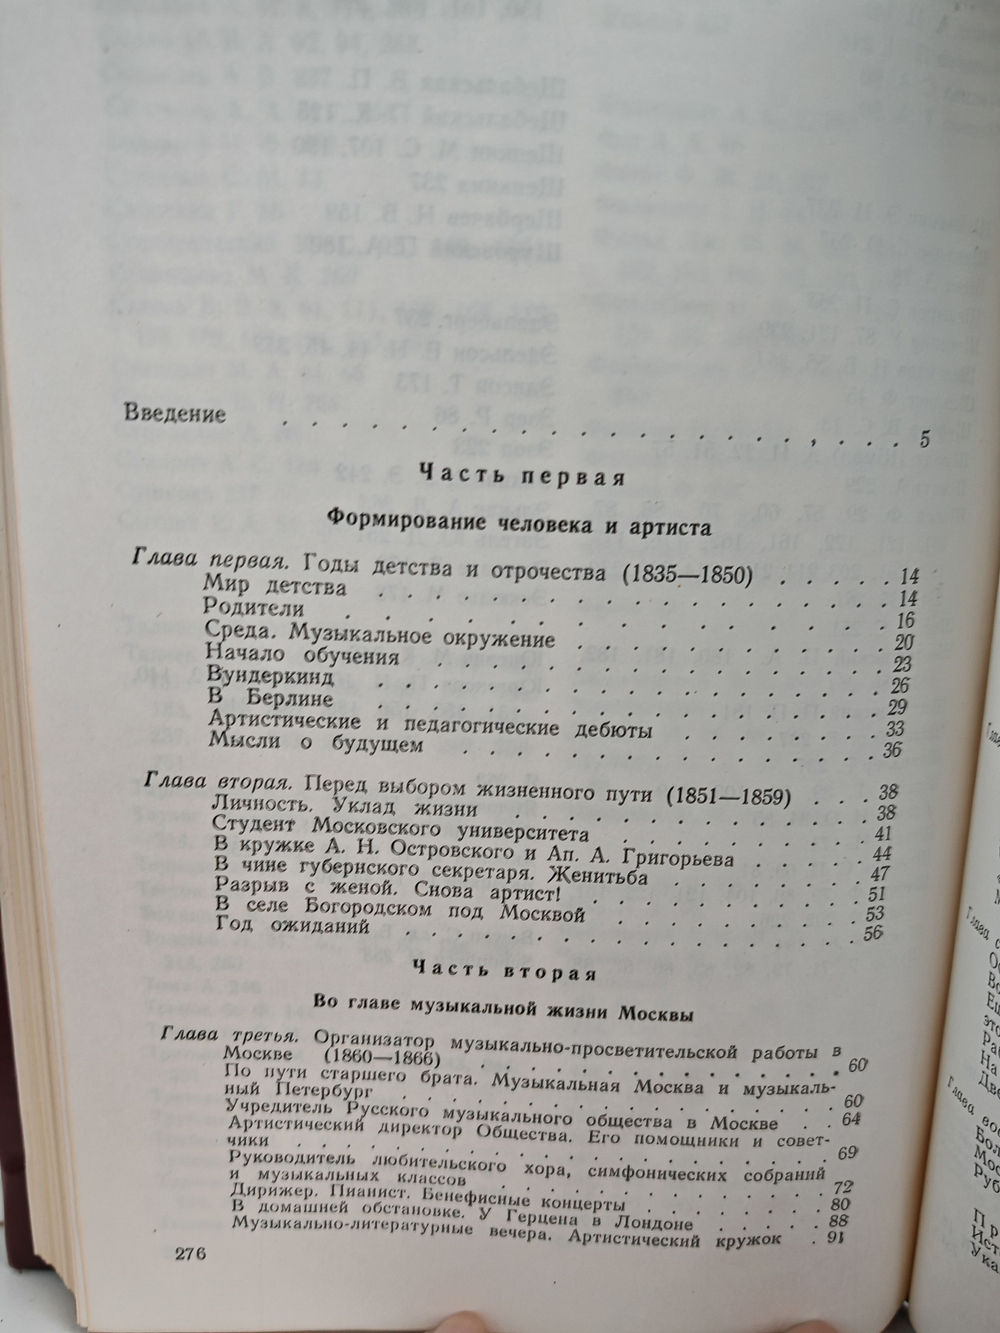 Введение . . . . . . . . . . . . . . . . . . . . , . . . 5
Часть первая
Формирование человека и артиста
Глава первая. Годы детства и отрочества (1835—1850) . . . . . 14
Мир детства . . . . . . . . . . . . . . . . . . 14
Родители . . . . . . . . . . . . . . . . . . 16
Среда. Музыкальное окружение . . . . . . . . . . 20
Начало обучения . . . . . . . . . . . . . . . 23
Вундеркинд . . . . . . . . . . . . . . . . . . 26
В Берлине . . . . . . . . . . . . . . . . . . 29
Артистические и педагогические дебюты . . . . . . . 33
Мысли о будущем . . . . . . . . . . . . . . . 36
Глава вторая. Перед выбором жизненного пути (1851—1859) . . . 38
Личность. Уклад жизни . . . . . . . . . . . . . 38
Студент Московского университета . . . . . . . . . 41
В кружке А. Н. Островского и Ап. А. Григорьева . . . . . 44
В чине губернского секретаря. Женитьба . . . . . . . 47
Разрыв с женой. Снова артист! . . . . . . . . . . 51
В селе Богородском под Москвой . . . . . . . . . 53
Год ожиданий . . . . . . . . . . . . . . . . . 56
Часть вторая
Во главе музыкальной жизни Москвы
Глава третья. Организатор музыкально-просветительской работы в
Москве (1860—1866) . . . . . . . . . . . . . . 60
По пути старшего брата. Музыкальная Москва и музыкаль-
ный Петербург . . . . . . . . . . . . . . . . . 60
Учредитель Русского музыкального общества в Москве . . 64
Артистический директор Общества. Его помощники и совет-
чики . . . . . . . . . . . . . . . . . . . . . 69
Руководитель любительского хора, симфонических собраний
и музыкальных классов . . . . . . . . . . . . . 72
Дирижер. Пианист. Бенефисные концерты . . . . . . . 80
В домашней обстановке. У Герцена в Лондоне . . . . . 88
Музыкально-литературные вечера. Артистический кружок . 91
276